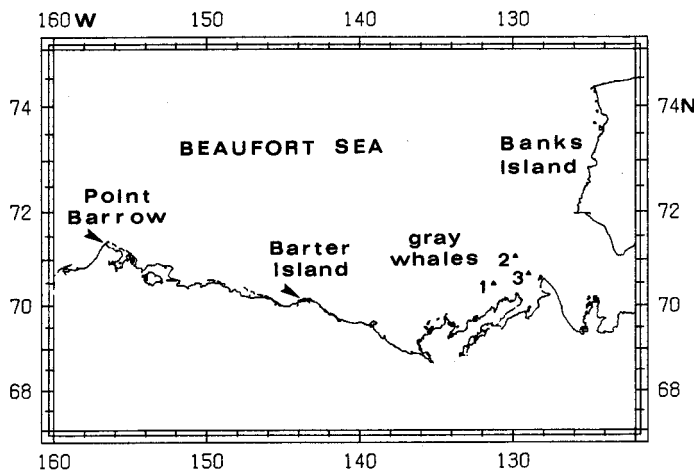 160 W 150 140 130
74 74N
BEAUFORT SEA
Banks
Island
Point
Barrow
72 72
gray
whales
Barter
Island
2
3
1
70 70
68 68
160 150 140 130